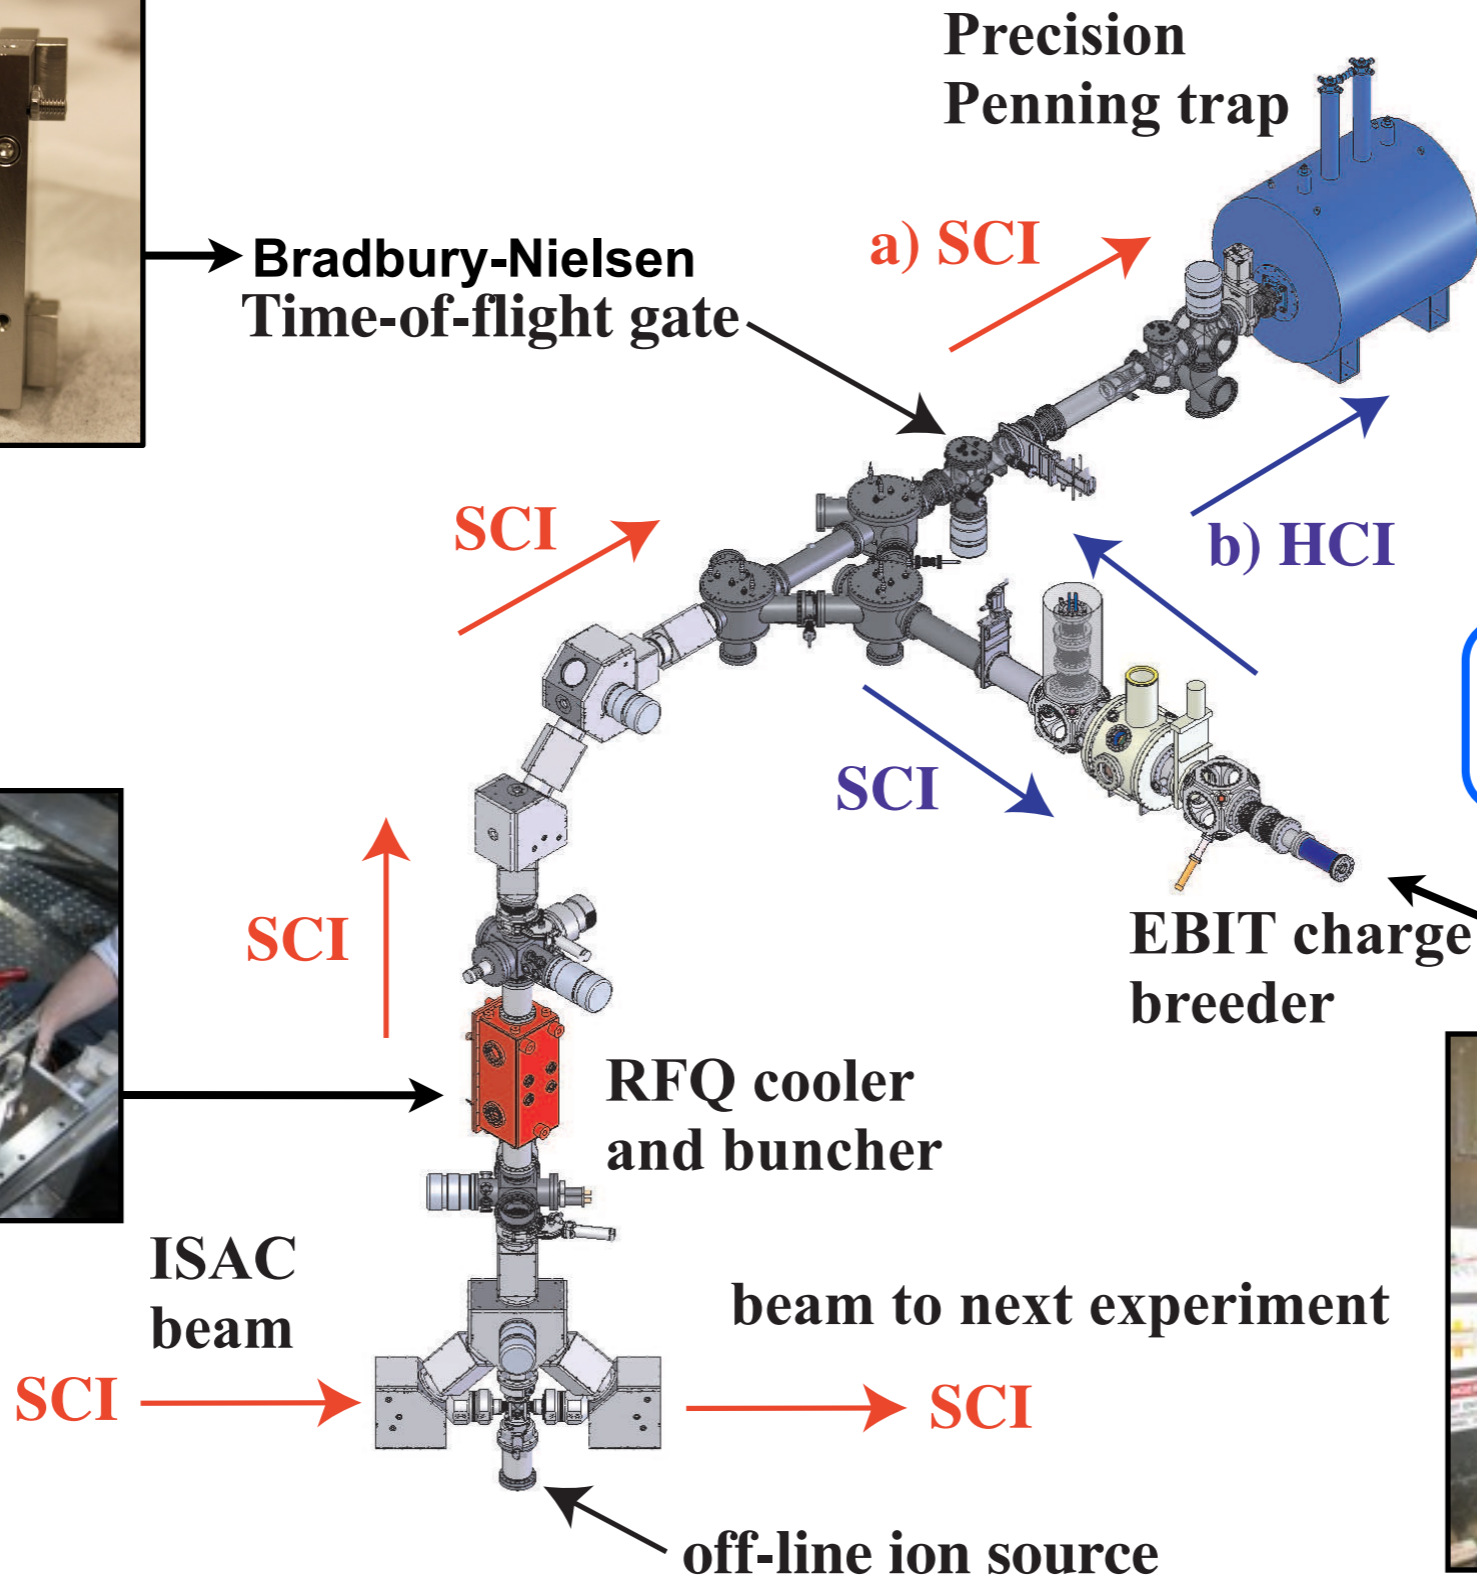 Precision
Penning trap
a) SCI
Bradbury-Nielsen
Time-of-flight gate
SCI
b) HCI
SCI
EBIT charge
breeder
SCI
RFQ cooler
and buncher
ISAC
beam
beam to next experiment
SCI
SCI
off-line ion source